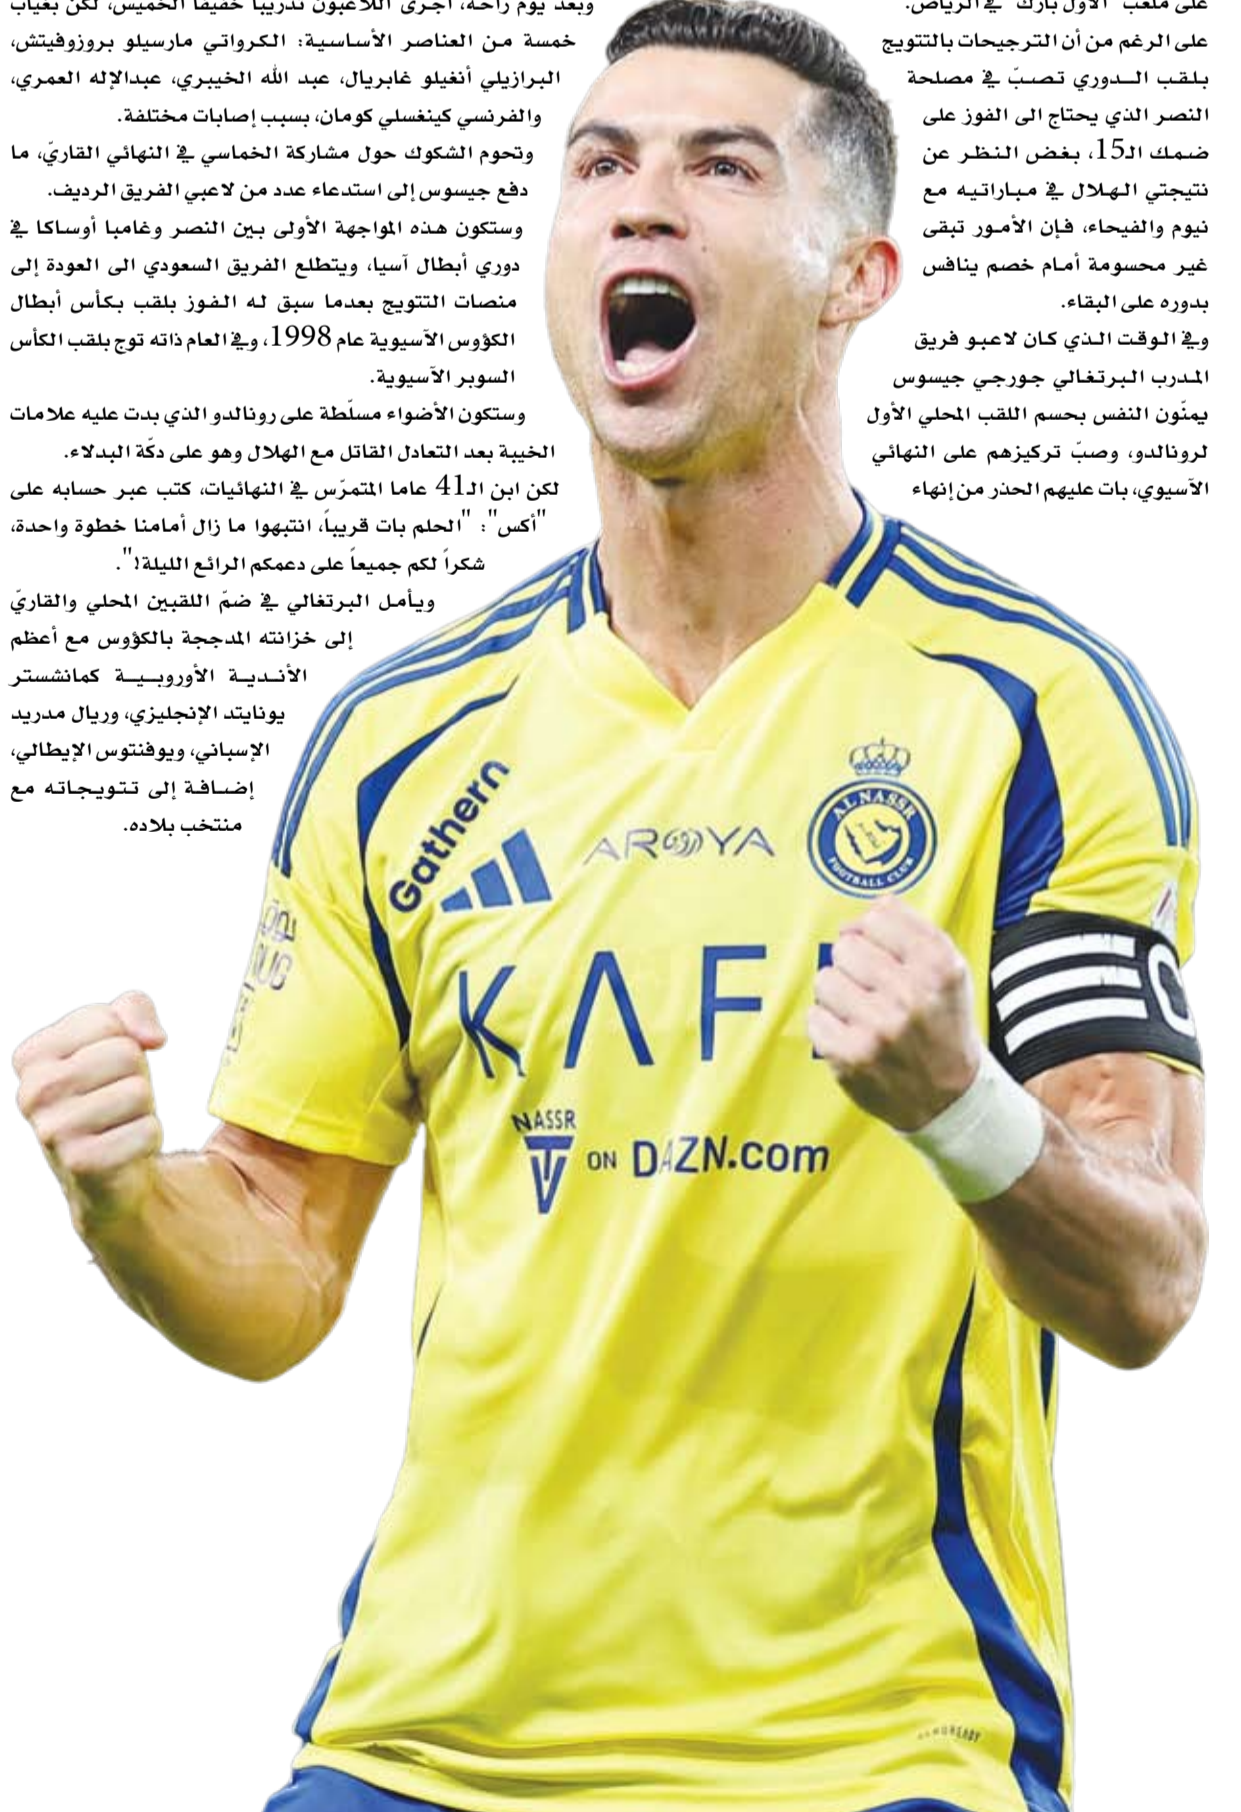 على ملعب "الأول بارك" في الرياض.
على الرغم من أن الترجيحات بالتتويج
بلقب الــدوري تصبّ في مصلحة
النصر الذي يحتاج الى الفوز على
ضمك الـ15، بغض النظر عن
نتيجتي الهلال في مباراتيه مع
نيوم والفيحاء، فإن الأمور تبقى
غير محسومة أمام خصم ينافس
بدوره على البقاء.
وفي الوقت الذي كان لاعبو فريق
المدرب البرتغالي جورجي جيسوس
يمنّون النفس بحسم اللقب المحلي الأول
لرونالدو، وصبّ تركيزهم على النهائي
الآسيوي، بات عليهم الحذر من إنهاء
وبعد يوم راحة، أجرى اللاعبون تدريباً خفيفاً الخميس، لكن بغياب
خمسة من العناصر الأساسية: الكرواتي مارسيلو بروزوفيتش،
البرازيلي أنغيلو غابريال، عبد الله الخيبري، عبدالإله العمري،
والفرنسي كينغسلي كومان، بسبب إصابات مختلفة.
وتحوم الشكوك حول مشاركة الخماسي في النهائي القاريّ، ما
دفع جيسوس إلى استدعاء عدد من لاعبي الفريق الرديف.
وستكون هذه المواجهة الأولى بين النصر وغامبا أوساكا في
دوري أبطال آسيا، ويتطلع الفريق السعودي الى العودة إلى
منصات التتويج بعدما سبق له الفوز بلقب بكأس أبطال
الكؤوس الآسيوية عام 1998، وفي العام ذاته توج بلقب الكأس
السوبر الآسيوية.
وستكون الأضواء مسلّطة على رونالدو الذي بدت عليه علامات
الخيبة بعد التعادل القاتل مع الهلال وهو على دكّة البدلاء.
لكن ابن الـ41 عاما المتمرّس في النهائيات، كتب عبر حسابه على
"أكس": "الحلم بات قريباً، انتبهوا ما زال أمامنا خطوة واحدة،
شكراً لكم جميعاً على دعمكم الرائع الليلة!".
ويأمل البرتغالي في ضمّ اللقبين المحلي والقاريّ
إلى خزانته المدججة بالكؤوس مع أعظم
الأنــديــة الأوروبــيــة كمانشستر
يونايتد الإنجليزي، وريال مدريد
الإسباني، ويوفنتوس الإيطالي،
إضــافــة إلى تـتـويـجـاتـه مع
منتخب بلاده.
Gathern
AROYA
AL NASSR
FOOTBALL CLUB
KAF
NASSR
TV ON DAZN.com
C